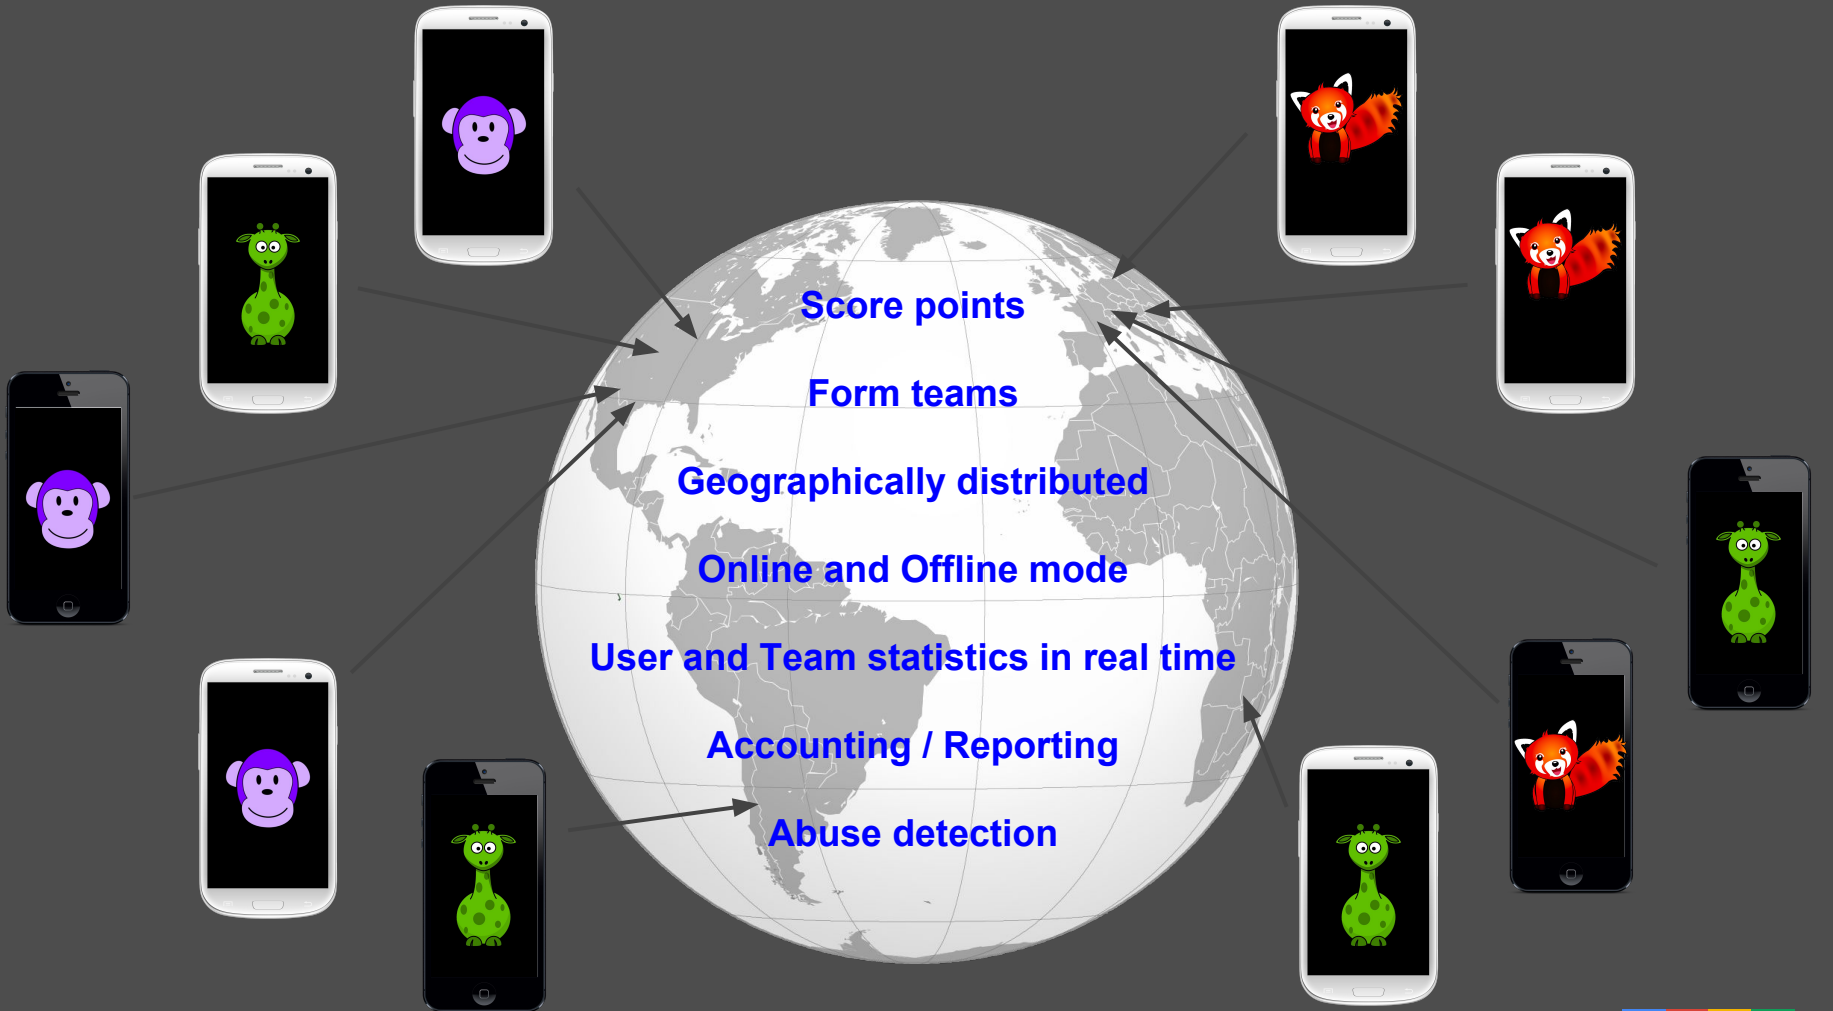 Score points
Form teams
Geographically distributed
Online and Offline mode
User and Team statistics in real time
Accounting / Reporting
Abuse detection